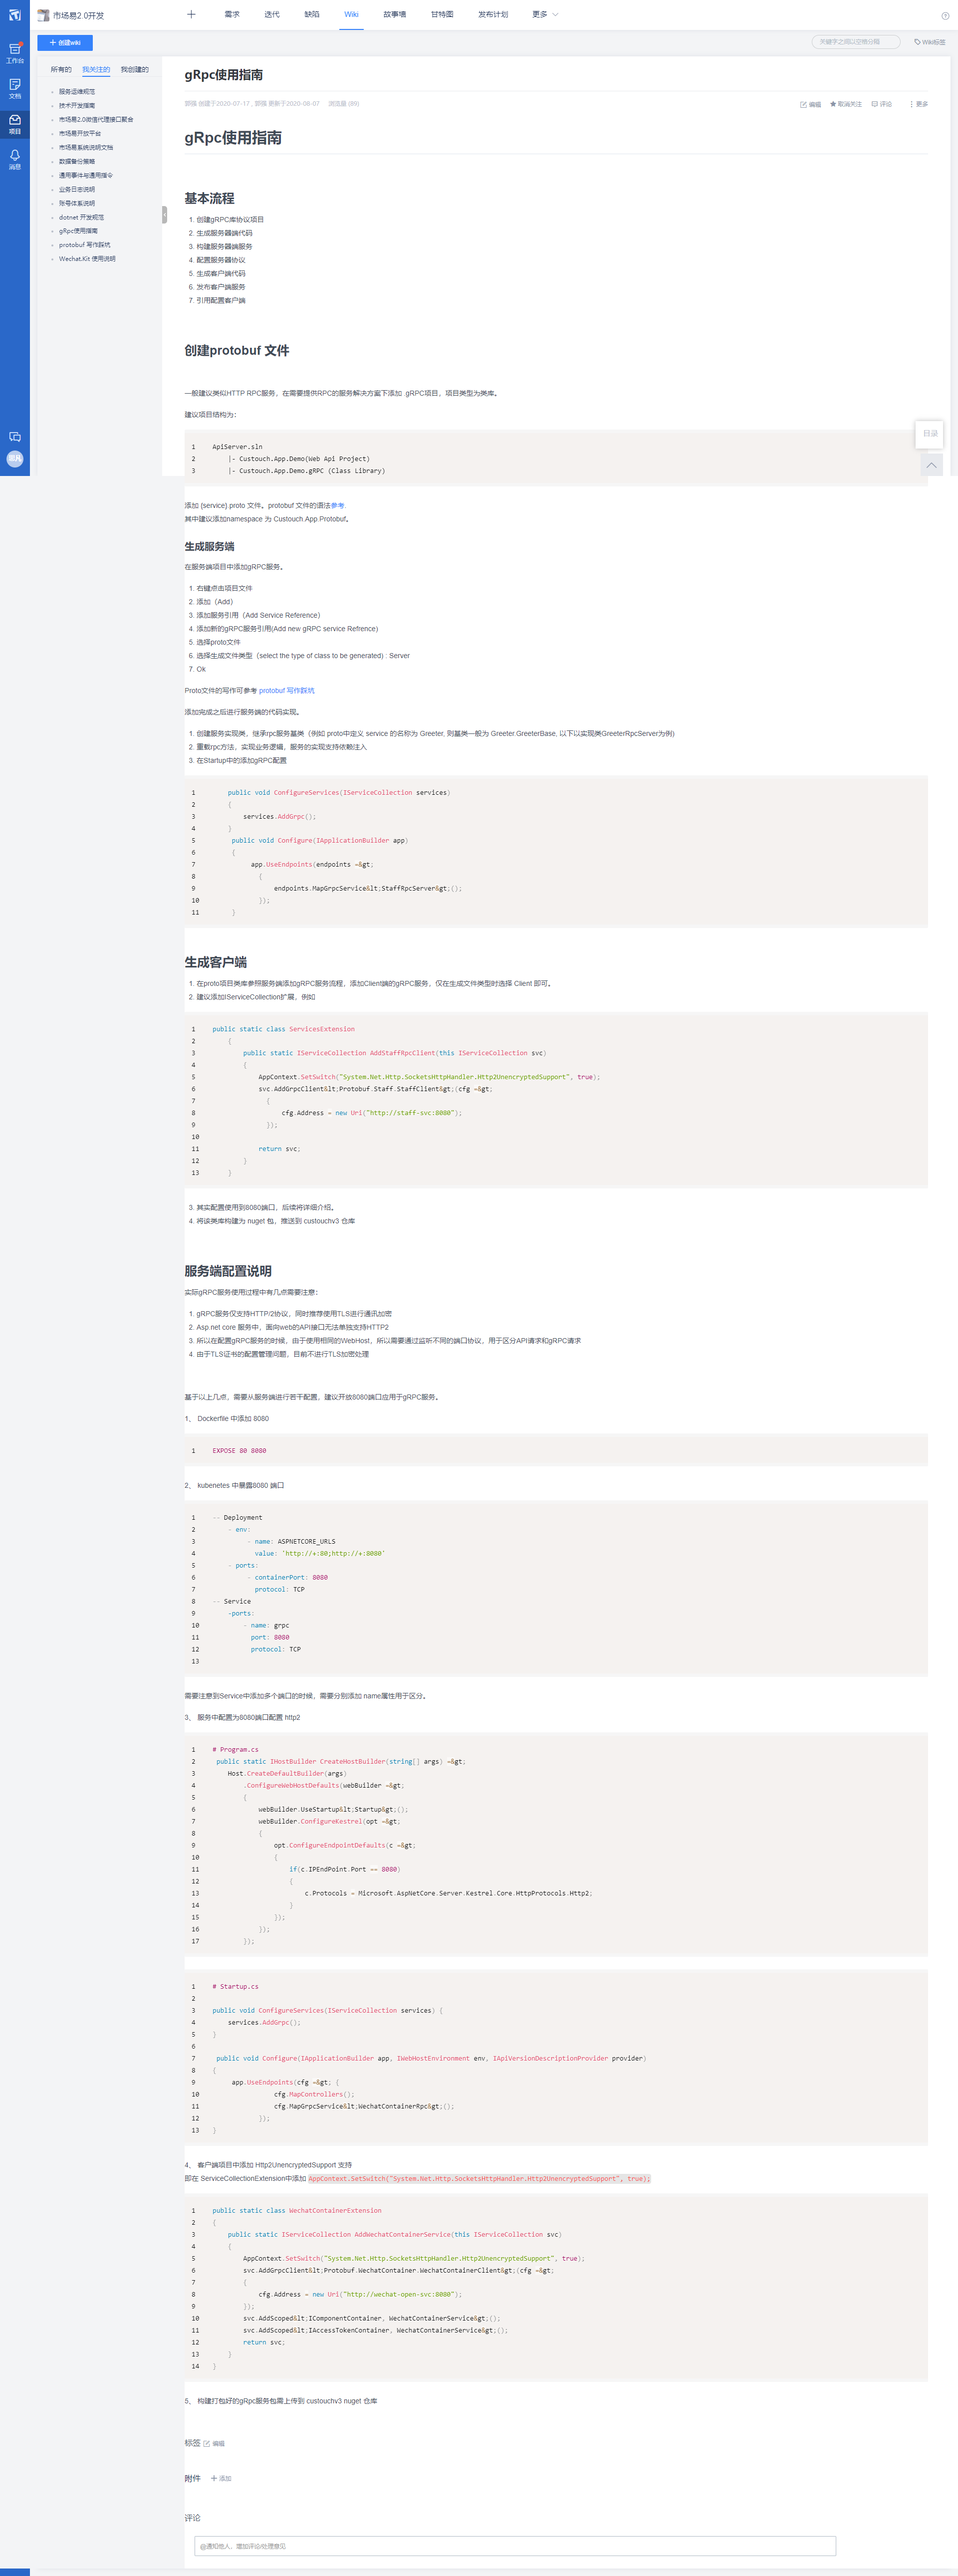 市场易2.0开发
需求 迭代 缺陷 Wiki 故事墙 甘特图 发布计划 更多
工作台
文档
项目
消息
创建wiki
关键字之间以空格分隔
Wiki标签
所有的 我关注的 我创建的
服务运维规范
技术开发指南
市场易2.0微信代理接口聚合
市场易开放平台
市场易系统说明文档
数据备份策略
通用事件与通用指令
业务日志说明
账号体系说明
dotnet 开发规范
gRpc使用指南
protobuf 写作踩坑
Wechat.Kit 使用说明
gRpc使用指南
创建于2020-07-17 , 更新于2020-08-07 浏览量 (89)
编辑 取消关注 评论 更多
gRpc使用指南
基本流程
1. 创建gRPC库协议项目
2. 生成服务器端代码
3. 构建服务器端服务
4. 配置服务器协议
5. 生成客户端代码
6. 发布客户端服务
7. 引用配置客户端
创建protobuf 文件
一般建议类似HTTP RPC服务，在需要提供RPC的服务解决方案下添加 .gRPC项目，项目类型为类库。
建议项目结构为：
目录
1 ApiServer.sln
2 |- Custouch.App.Demo(Web Api Project)
3 |- Custouch.App.Demo.gRPC (Class Library)
添加 {service}.proto 文件。protobuf 文件的语法参考.
其中建议添加namespace 为 Custouch.App.Protobuf。
生成服务端
在服务端项目中添加gRPC服务。
1. 右键点击项目文件
2. 添加（Add）
3. 添加服务引用（Add Service Reference）
4. 添加新的gRPC服务引用(Add new gRPC service Refrence)
5. 选择proto文件
6. 选择生成文件类型（select the type of class to be generated) : Server
7. Ok
Proto文件的写作可参考 protobuf 写作踩坑
添加完成之后进行服务端的代码实现。
1. 创建服务实现类，继承rpc服务基类（例如 proto中定义 service 的名称为 Greeter, 则基类一般为 Greeter.GreeterBase, 以下以实现类GreeterRpcServer为例)
2. 重载rpc方法，实现业务逻辑，服务的实现支持依赖注入
3. 在Startup中的添加gRPC配置
1 public void ConfigureServices(IServiceCollection services)
2 {
3 services.AddGrpc();
4 }
5 public void Configure(IApplicationBuilder app)
6 {
7 app.UseEndpoints(endpoints =&gt;
8 {
9 endpoints.MapGrpcService&lt;StaffRpcServer&gt;();
10 });
11 }
生成客户端
1. 在proto项目类库参照服务端添加gRPC服务流程，添加Client端的gRPC服务，仅在生成文件类型时选择 Client 即可。
2. 建议添加IServiceCollection扩展，例如
1 public static class ServicesExtension
2 {
3 public static IServiceCollection AddStaffRpcClient(this IServiceCollection svc)
4 {
5 AppContext.SetSwitch("System.Net.Http.SocketsHttpHandler.Http2UnencryptedSupport", true);
6 svc.AddGrpcClient&lt;Protobuf.Staff.StaffClient&gt;(cfg =&gt;
7 {
8 cfg.Address = new Uri("http://staff-svc:8080");
9 });
10
11 return svc;
12 }
13 }
3. 其实配置使用到8080端口，后续将详细介绍。
4. 将该类库构建为 nuget 包，推送到 custouchv3 仓库
服务端配置说明
实际gRPC服务使用过程中有几点需要注意：
1. gRPC服务仅支持HTTP/2协议，同时推荐使用TLS进行通讯加密
2. Asp.net core 服务中，面向web的API接口无法单独支持HTTP2
3. 所以在配置gRPC服务的时候，由于使用相同的WebHost，所以需要通过监听不同的端口协议，用于区分API请求和gRPC请求
4. 由于TLS证书的配置管理问题，目前不进行TLS加密处理
基于以上几点，需要从服务端进行若干配置，建议开放8080端口应用于gRPC服务。
1、 Dockerfile 中添加 8080
1 EXPOSE 80 8080
2、 kubenetes 中暴露8080 端口
1 -- Deployment
2 - env:
3 - name: ASPNETCORE_URLS
4 value: 'http://+:80;http://+:8080'
5 - ports:
6 - containerPort: 8080
7 protocol: TCP
8 -- Service
9 -ports:
10 - name: grpc
11 port: 8080
12 protocol: TCP
13
需要注意到Service中添加多个端口的时候，需要分别添加 name属性用于区分。
3、 服务中配置为8080端口配置 http2
1 # Program.cs
2 public static IHostBuilder CreateHostBuilder(string[] args) =&gt;
3 Host.CreateDefaultBuilder(args)
4 .ConfigureWebHostDefaults(webBuilder =&gt;
5 {
6 webBuilder.UseStartup&lt;Startup&gt;();
7 webBuilder.ConfigureKestrel(opt =&gt;
8 {
9 opt.ConfigureEndpointDefaults(c =&gt;
10 {
11 if(c.IPEndPoint.Port == 8080)
12 {
13 c.Protocols = Microsoft.AspNetCore.Server.Kestrel.Core.HttpProtocols.Http2;
14 }
15 });
16 });
17 });
1 # Startup.cs
2
3 public void ConfigureServices(IServiceCollection services) {
4 services.AddGrpc();
5 }
6
7 public void Configure(IApplicationBuilder app, IWebHostEnvironment env, IApiVersionDescriptionProvider provider)
8 {
9 app.UseEndpoints(cfg =&gt; {
10 cfg.MapControllers();
11 cfg.MapGrpcService&lt;WechatContainerRpc&gt;();
12 });
13 }
4、 客户端项目中添加 Http2UnencryptedSupport 支持
即在 ServiceCollectionExtension中添加 AppContext.SetSwitch("System.Net.Http.SocketsHttpHandler.Http2UnencryptedSupport", true);
1 public static class WechatContainerExtension
2 {
3 public static IServiceCollection AddWechatContainerService(this IServiceCollection svc)
4 {
5 AppContext.SetSwitch("System.Net.Http.SocketsHttpHandler.Http2UnencryptedSupport", true);
6 svc.AddGrpcClient&lt;Protobuf.WechatContainer.WechatContainerClient&gt;(cfg =&gt;
7 {
8 cfg.Address = new Uri("http://wechat-open-svc:8080");
9 });
10 svc.AddScoped&lt;IComponentContainer, WechatContainerService&gt;();
11 svc.AddScoped&lt;IAccessTokenContainer, WechatContainerService&gt;();
12 return svc;
13 }
14 }
5、 构建打包好的gRpc服务包需上传到 custouchv3 nuget 仓库
标签 编辑
附件 添加
评论
@通知他人，增加评论/处理意见